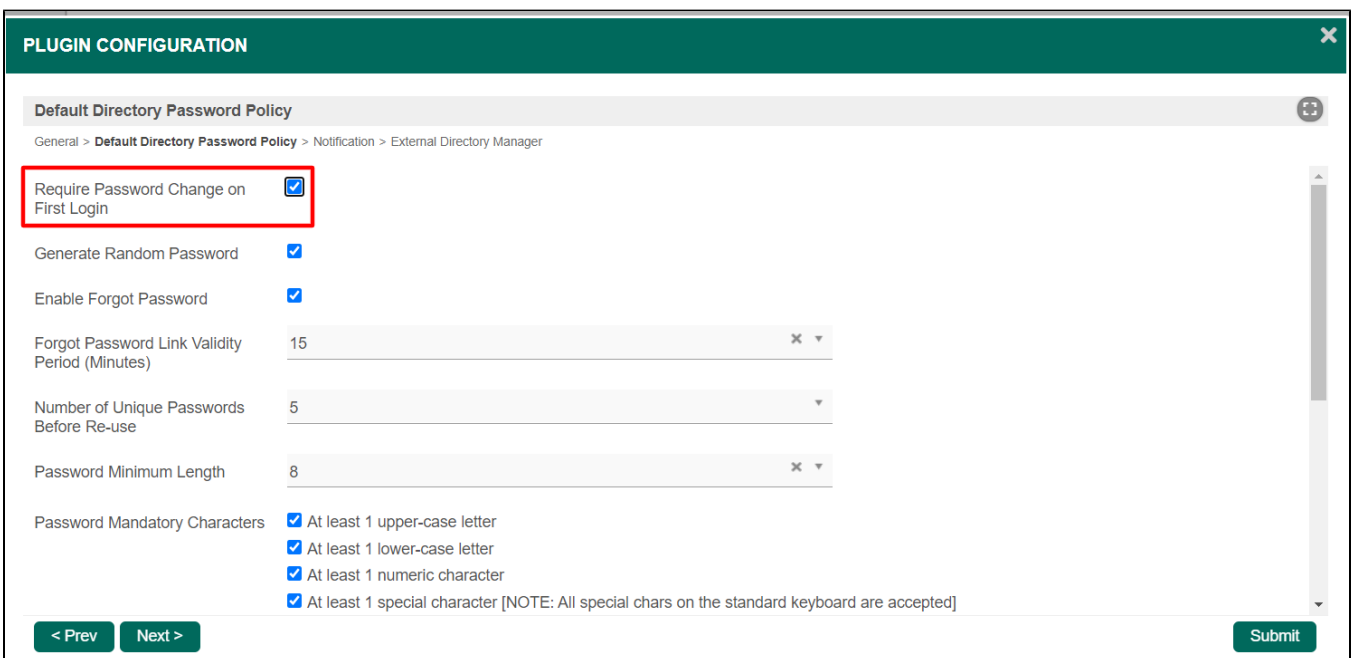 PLUGIN CONFIGURATION
Default Directory Password Policy
General > Default Directory Password Policy > Notification > External Directory Manager
Require Password Change on
First Login
Generate Random Password
Enable Forgot Password
Forgot Password Link Validity
Period (Minutes)
15
Number of Unique Passwords
Before Re-use
5
Password Minimum Length
8
Password Mandatory Characters
At least 1 upper-case letter
At least 1 lower-case letter
At least 1 numeric character
At least 1 special character [NOTE: All special chars on the standard keyboard are accepted]
< Prev
Next >
Submit